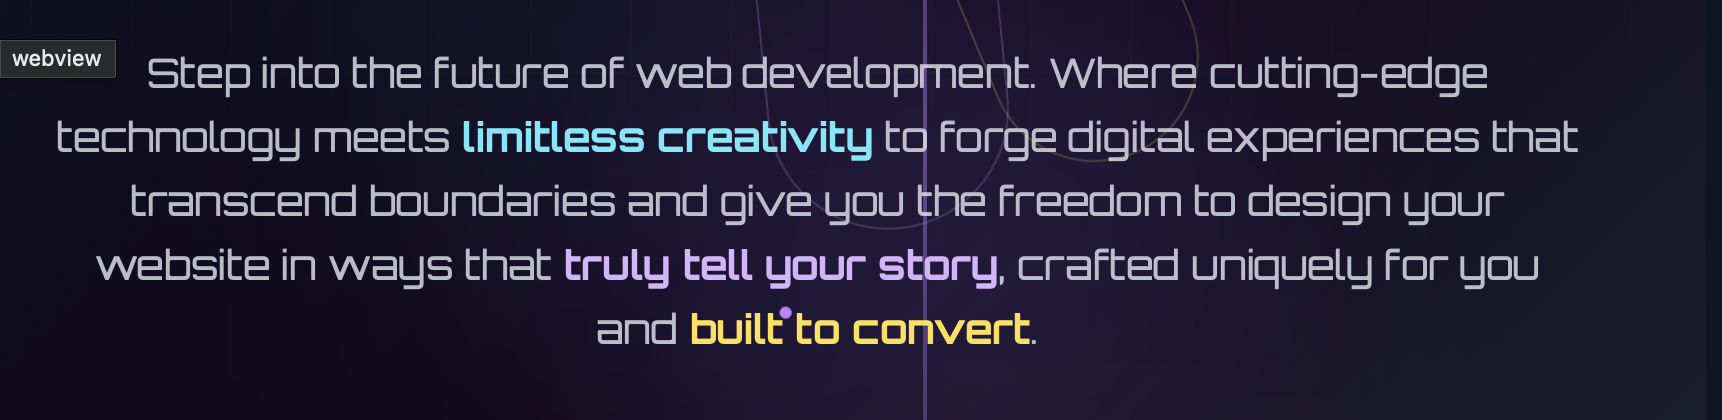 webview
Step into the future of web development. Where cutting-edge
technology meets limitless creativity to forge digital experiences that
transcend boundaries and give you the freedom to design your
website in ways that truly tell your story, crafted uniquely for you
and built to convert.